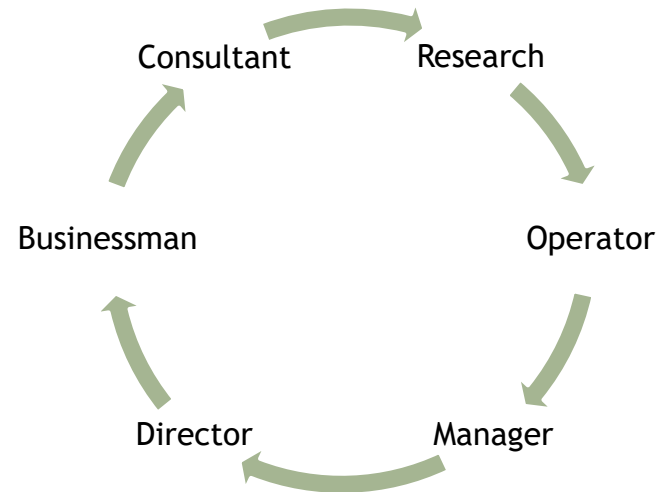 Consultant
Research
Operator
Manager
Director
Businessman